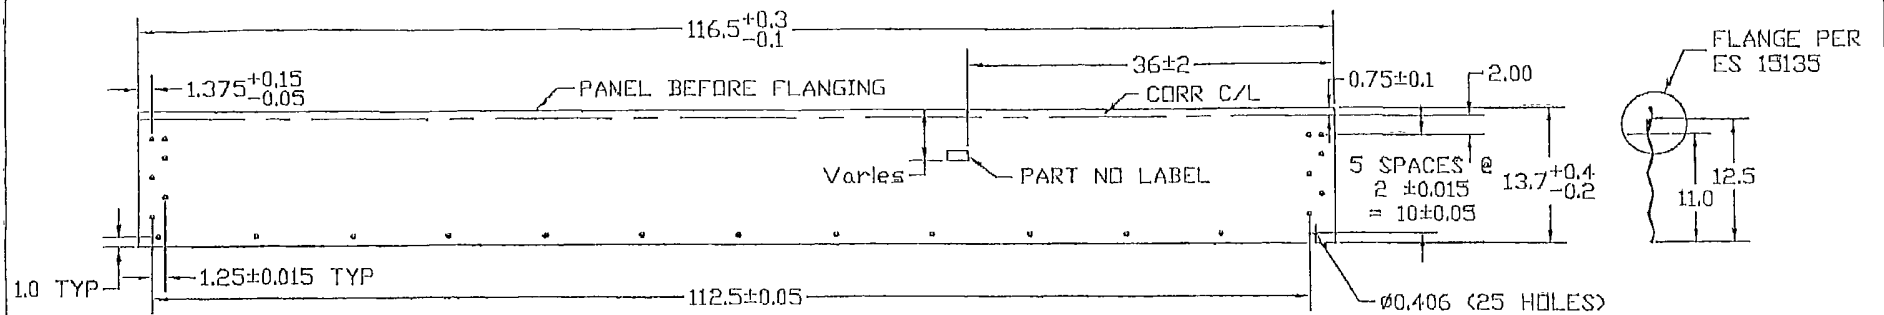 116.5+0.3
-0.1
FLANGE PER
ES 15135
36±2
1.375+0.15
-0.05
PANEL BEFORE FLANGING
CORR C/L
0.75±0.1
2.00
Varies
PART NO LABEL
5 SPACES @
2 ±0.015
= 10±0.05
13.7+0.4
-0.2
11.0
12.5
1.0 TYP
1.25±0.015 TYP
112.5±0.05
Ø0.406 (25 HOLES)